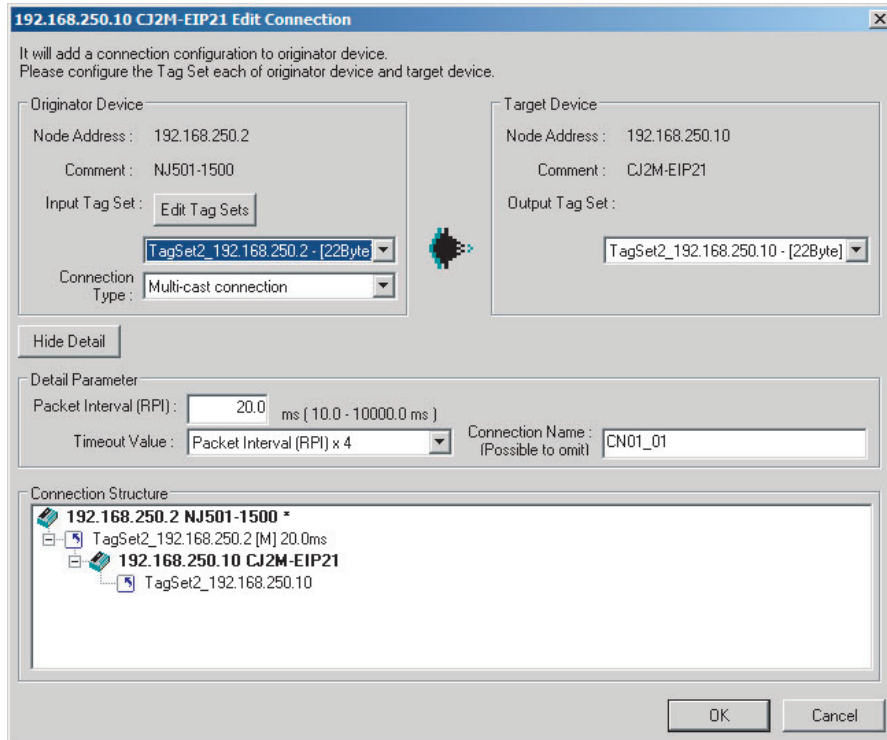 192.168.250.10 CJ2M-EIP21 Edit Connection
It will add a connection configuration to originator device.
Please configure the Tag Set each of originator device and target device.
Originator Device
Node Address : 192.168.250.2
Comment : NJ501-1500
Input Tag Set : Edit Tag Sets
TagSet2_192.168.250.2 - [22Byte]
Connection
Type : Multi-cast connection
Target Device
Node Address : 192.168.250.10
Comment : CJ2M-EIP21
Output Tag Set :
TagSet2_192.168.250.10 - [22Byte]
Hide Detail
Detail Parameter
Packet Interval (RPI) : 20.0 ms ( 10.0 - 10000.0 ms )
Timeout Value : Packet Interval (RPI) x 4
Connection Name :
(Possible to omit) CN01_01
Connection Structure
192.168.250.2 NJ501-1500 *
TagSet2_192.168.250.2 [M] 20.0ms
192.168.250.10 CJ2M-EIP21
TagSet2_192.168.250.10
OK Cancel